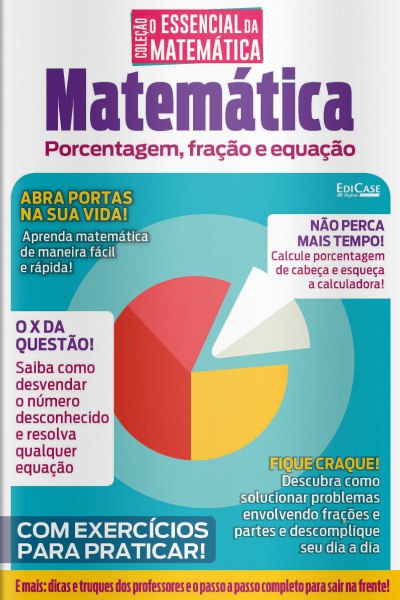 COLEÇÃO
O ESSENCIAL DA
MATEMÁTICA
Matemática
Porcentagem, fração e equação
EDICASE
digital
ABRA PORTAS
NA SUA VIDA!
Aprenda matemática
de maneira fácil
e rápida!
NÃO PERCA
MAIS TEMPO!
Calcule porcentagem
de cabeça e esqueça
a calculadora!
O X DA
QUESTÃO!
Saiba como
desvendar
o número
desconhecido
e resolva
qualquer
equação
FIQUE CRAQUE!
Descubra como
solucionar problemas
envolvendo frações e
partes e descomplique
seu dia a dia
COM EXERCÍCIOS
PARA PRATICAR!
E mais: dicas e truques dos professores e o passo a passo completo para sair na frente!